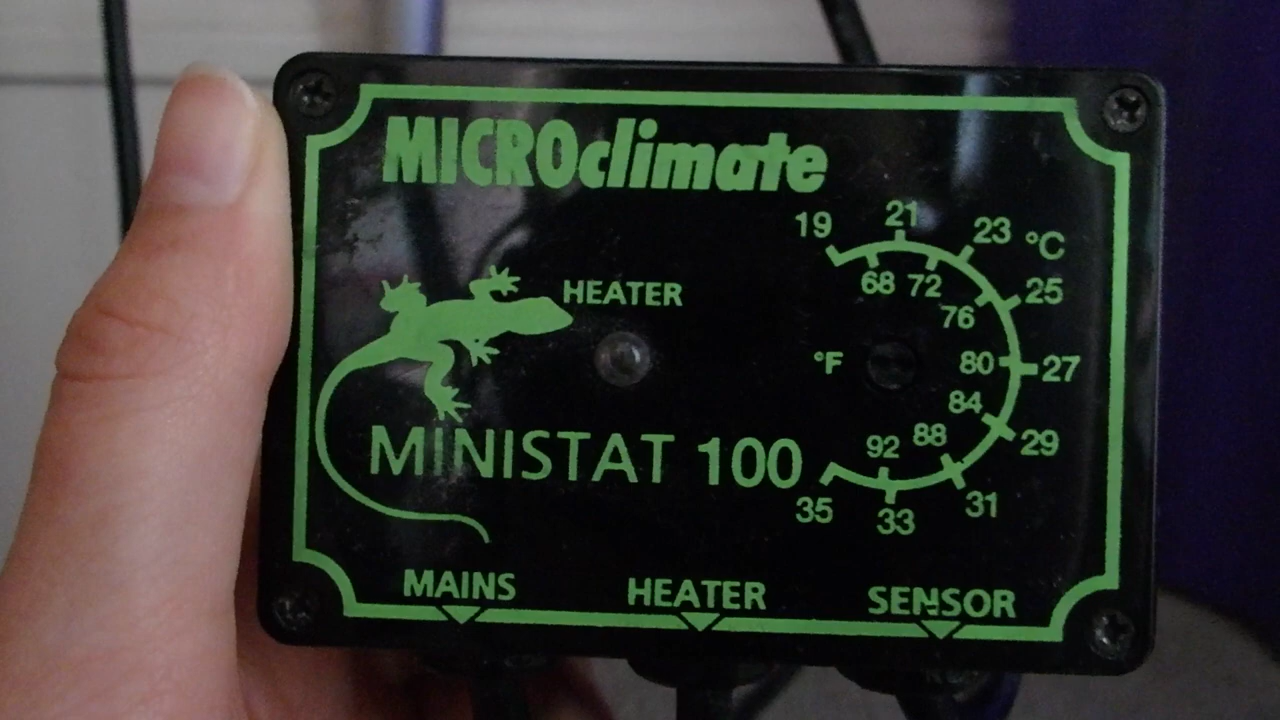 MICROclimate
19 21 23 °C
68 72 25
76
HEATER
°F 80 27
84
92 88 29
MINISTAT 100
35 33 31
MAINS HEATER SENSOR